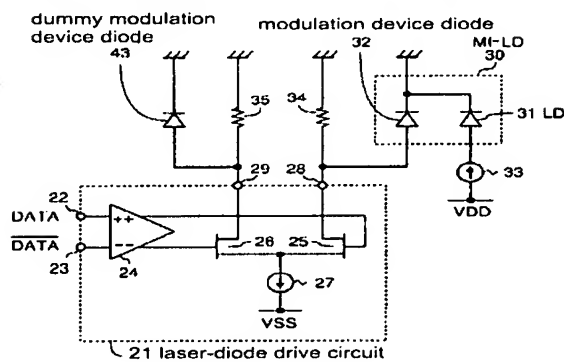 dummy modulation
device diode
43
modulation device diode
32
MI-LD
30
35
34
31 LD
33
VDD
29
28
DATA
22
++
DATA
--
23
24
26
25
27
VSS
21 laser-diode drive circuit